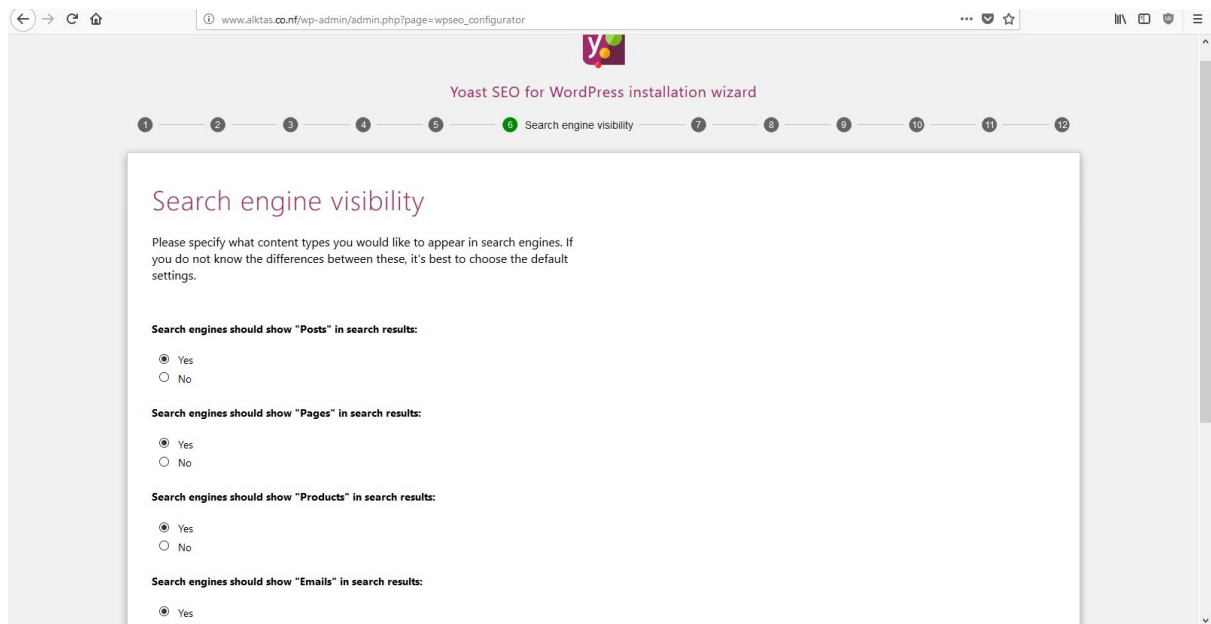 www.alktas.co.nf/wp-admin/admin.php?page=wpseo_configurator
y
Yoast SEO for WordPress installation wizard
1 2 3 4 5 6 Search engine visibility 7 8 9 10 11 12
Search engine visibility
Please specify what content types you would like to appear in search engines. If
you do not know the differences between these, it's best to choose the default
settings.
Search engines should show "Posts" in search results:
Yes
No
Search engines should show "Pages" in search results:
Yes
No
Search engines should show "Products" in search results:
Yes
No
Search engines should show "Emails" in search results:
Yes